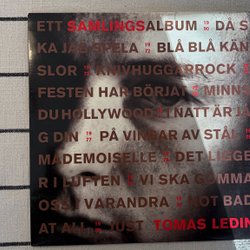 ETT SAMLINGSALBUM DÅ S
KA JAG SPELA BLÅ BLÅ KÄN
SLOR KNIVHUGGARROCK
FESTEN HAR BÖRJAT MINNS
DU HOLLYWOOD I NATT ÄR JA
G DIN PÅ VINGAR AV STÅL
MADEMOISELLE DET LIGGE
R I LUFTEN VI SKA GÖMMA
OSS I VARANDRA NOT BAD
AT ALL JUST TOMAS LEDIN